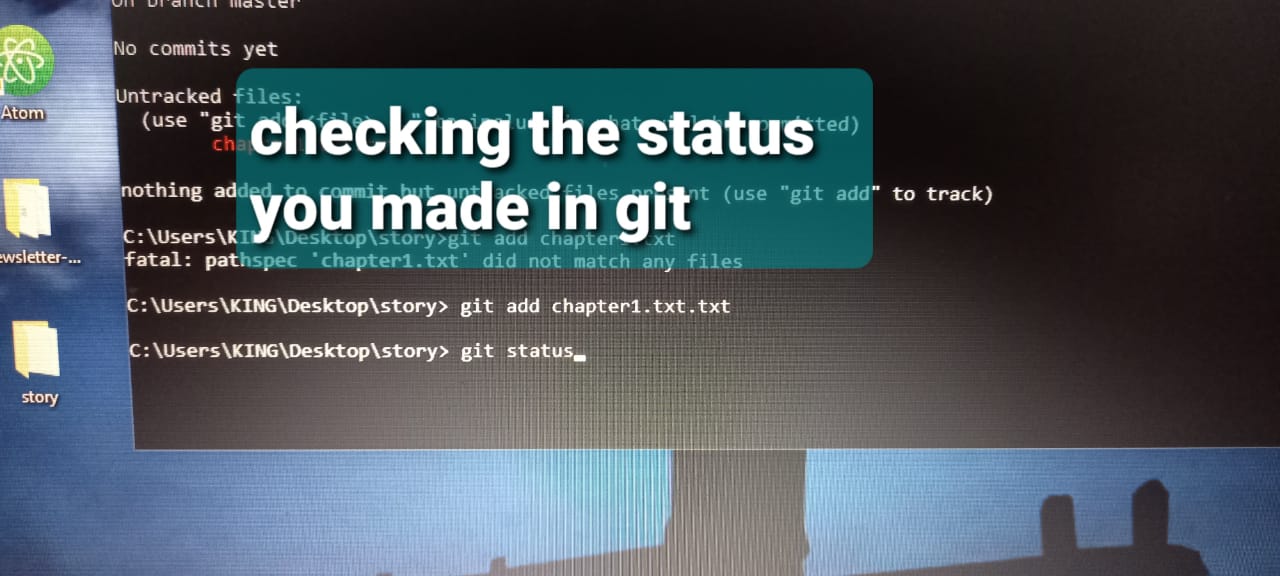 On branch master
No commits yet
Untracked files:
(use "git add <file>..." to include in what will be committed)
checking the status
you made in git
nothing added to commit but untracked files present (use "git add" to track)
C:\Users\KING\Desktop\story>git add chapter1.txt
fatal: pathspec 'chapter1.txt' did not match any files
C:\Users\KING\Desktop\story> git add chapter1.txt.txt
C:\Users\KING\Desktop\story> git status
Atom
ewsletter-...
story